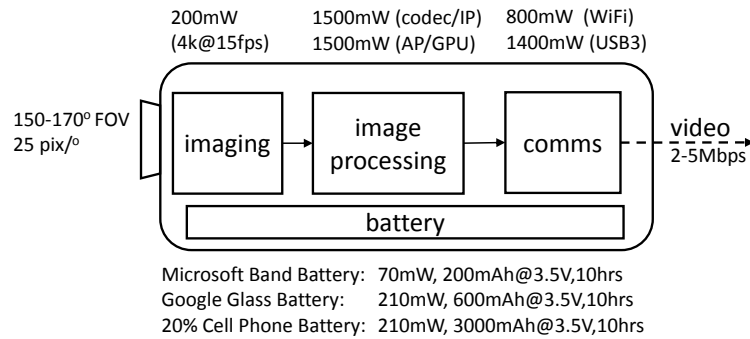 200mW
(4k@15fps)
1500mW (codec/IP)
1500mW (AP/GPU)
800mW (WiFi)
1400mW (USB3)
150-170º FOV
25 pix/º
imaging
image
processing
comms
video
2-5Mbps
battery
Microsoft Band Battery: 70mW, 200mAh@3.5V,10hrs
Google Glass Battery: 210mW, 600mAh@3.5V,10hrs
20% Cell Phone Battery: 210mW, 3000mAh@3.5V,10hrs